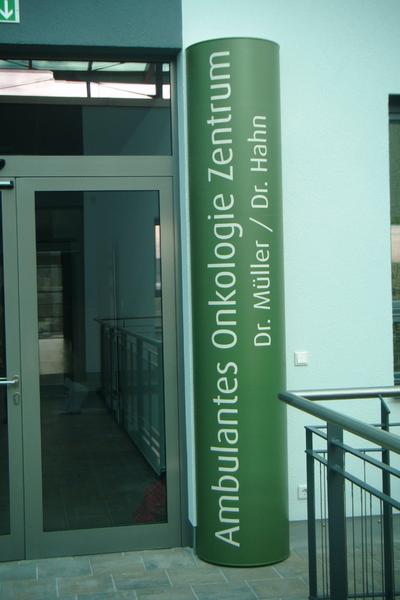 Ambulantes Onkologie Zentrum
Dr. Müller / Dr. Hahn